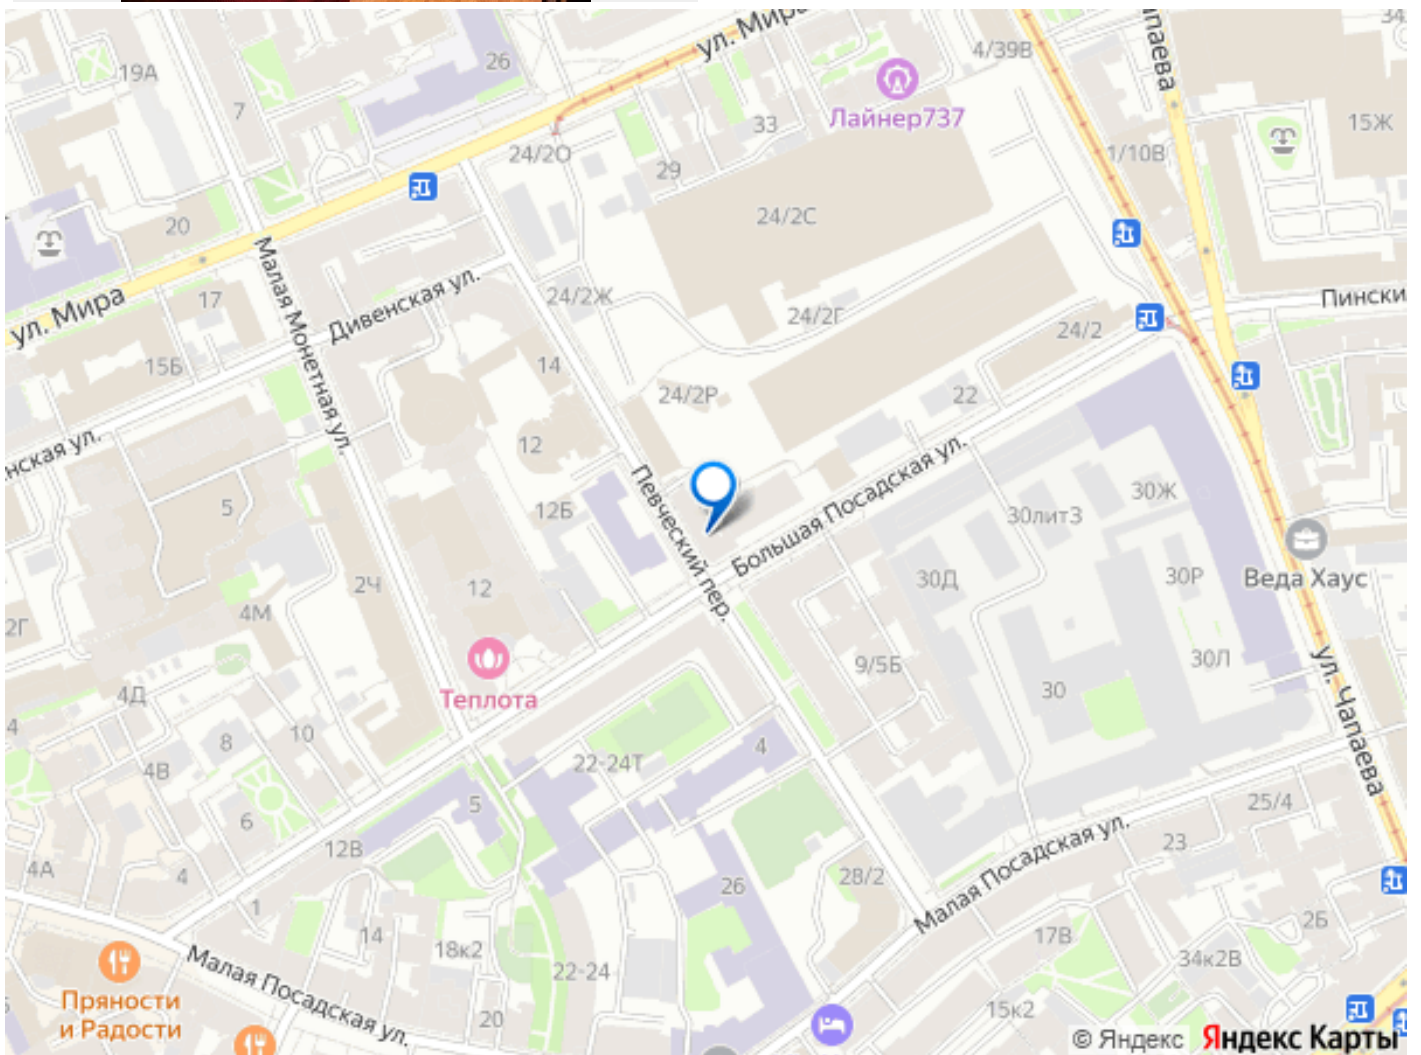 ул. Мира
34
4/39В
паева
Чапаева
19А
26
7
Лайнер737
33
15Ж
24/2О
29
1/10В
20
24/2С
Малая Монетная ул.
Дивенская ул.
24/2Ж
ул. Мира
17
24/2Г
24/2
Пински
15Б
14
24/2Р
22
нская ул.
12
Певческий пер.
Большая Посадская ул.
5
12Б
30лит3
30Ж
Веда Хаус
2Ч
12
30Д
30Р
4М
2Г
9/5Б
30Л
Теплота
30
4Д
ул. Чапаева
4
8
10
4В
22-24Т
4
5
6
25/4
12В
Малая Посадская ул.
23
4А
4
28/2
26
1
2Б
14
18к2
17В
34к2В
22-24
Малая Посадская ул.
Пряности
и Радости
5
20
15к2
© Яндекс Яндекс Карты